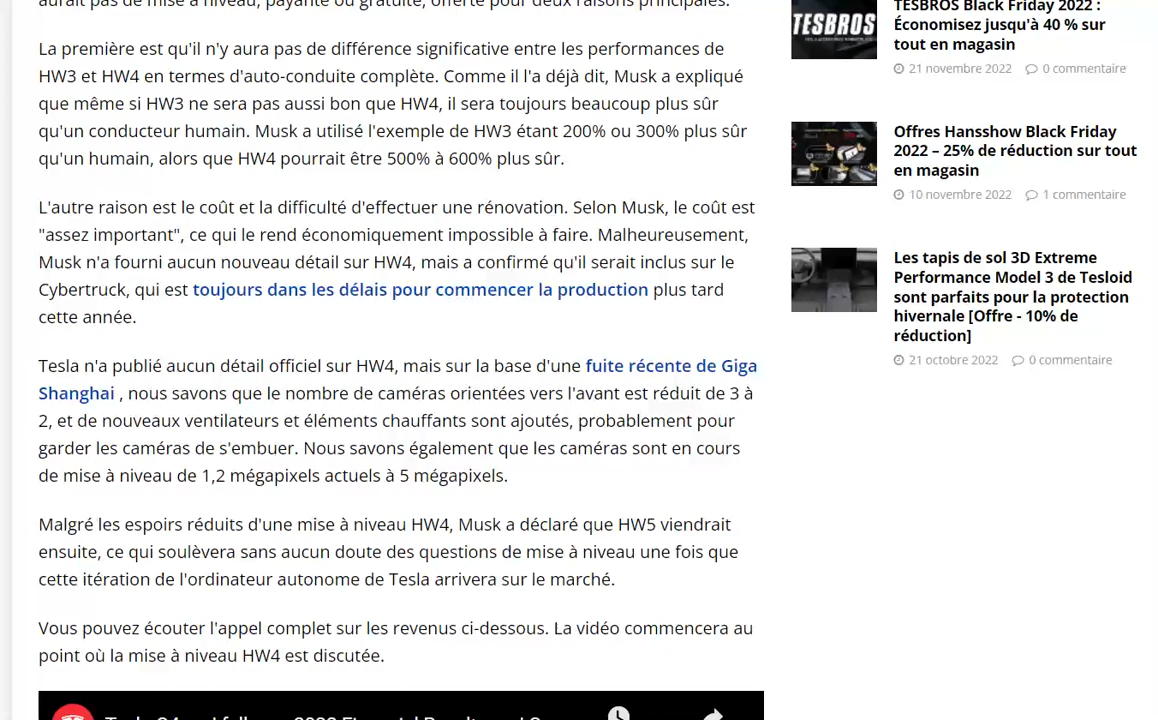 aurait pas de mise à niveau, payante ou gratuite, offerte pour deux raisons principales.
La première est qu'il n'y aura pas de différence significative entre les performances de
HW3 et HW4 en termes d'auto-conduite complète. Comme il l'a déjà dit, Musk a expliqué
que même si HW3 ne sera pas aussi bon que HW4, il sera toujours beaucoup plus sûr
qu'un conducteur humain. Musk a utilisé l'exemple de HW3 étant 200% ou 300% plus sûr
qu'un humain, alors que HW4 pourrait être 500% à 600% plus sûr.
L'autre raison est le coût et la difficulté d'effectuer une rénovation. Selon Musk, le coût est
"assez important", ce qui le rend économiquement impossible à faire. Malheureusement,
Musk n'a fourni aucun nouveau détail sur HW4, mais a confirmé qu'il serait inclus sur le
Cybertruck, qui est toujours dans les délais pour commencer la production plus tard
cette année.
Tesla n'a publié aucun détail officiel sur HW4, mais sur la base d'une fuite récente de Giga
Shanghai , nous savons que le nombre de caméras orientées vers l'avant est réduit de 3 à
2, et de nouveaux ventilateurs et éléments chauffants sont ajoutés, probablement pour
garder les caméras de s'embuer. Nous savons également que les caméras sont en cours
de mise à niveau de 1,2 mégapixels actuels à 5 mégapixels.
Malgré les espoirs réduits d'une mise à niveau HW4, Musk a déclaré que HW5 viendrait
ensuite, ce qui soulèvera sans aucun doute des questions de mise à niveau une fois que
cette itération de l'ordinateur autonome de Tesla arrivera sur le marché.
Vous pouvez écouter l'appel complet sur les revenus ci-dessous. La vidéo commencera au
point où la mise à niveau HW4 est discutée.
TESBROS
TESBROS Black Friday 2022 :
Économisez jusqu'à 40 % sur
tout en magasin
21 novembre 2022 0 commentaire
Offres Hansshow Black Friday
2022 – 25% de réduction sur tout
en magasin
10 novembre 2022 1 commentaire
Les tapis de sol 3D Extreme
Performance Model 3 de Tesloid
sont parfaits pour la protection
hivernale [Offre - 10% de
réduction]
21 octobre 2022 0 commentaire